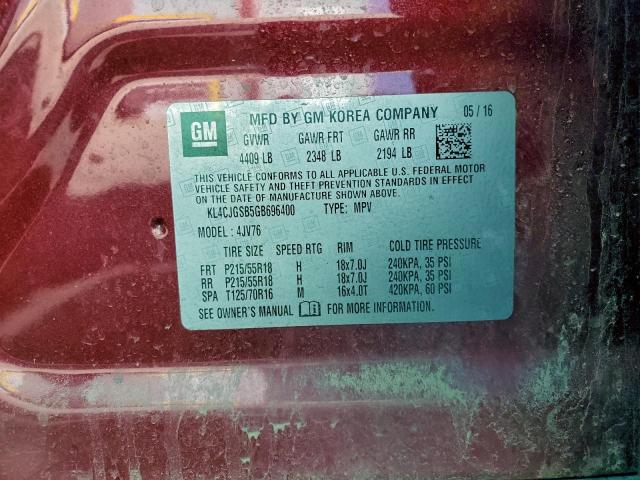 GM
MFD BY GM KOREA COMPANY 05/16
GVWR GAWR FRT GAWR RR
4409 LB 2348 LB 2194 LB
THIS VEHICLE CONFORMS TO ALL APPLICABLE U.S. FEDERAL MOTOR
VEHICLE SAFETY AND THEFT PREVENTION STANDARDS IN EFFECT
ON THE DATE OF MANUFACTURE SHOWN ABOVE.
KL4CJGSB5GB696400 TYPE: MPV
MODEL: 4JV76
TIRE SIZE SPEED RTG RIM COLD TIRE PRESSURE
FRT P215/55R18 H 18x7.0J 240KPA, 35 PSI
RR P215/55R18 H 18x7.0J 240KPA, 35 PSI
SPA T125/70R16 M 16x4.0T 420KPA, 60 PSI
SEE OWNER'S MANUAL FOR MORE INFORMATION.